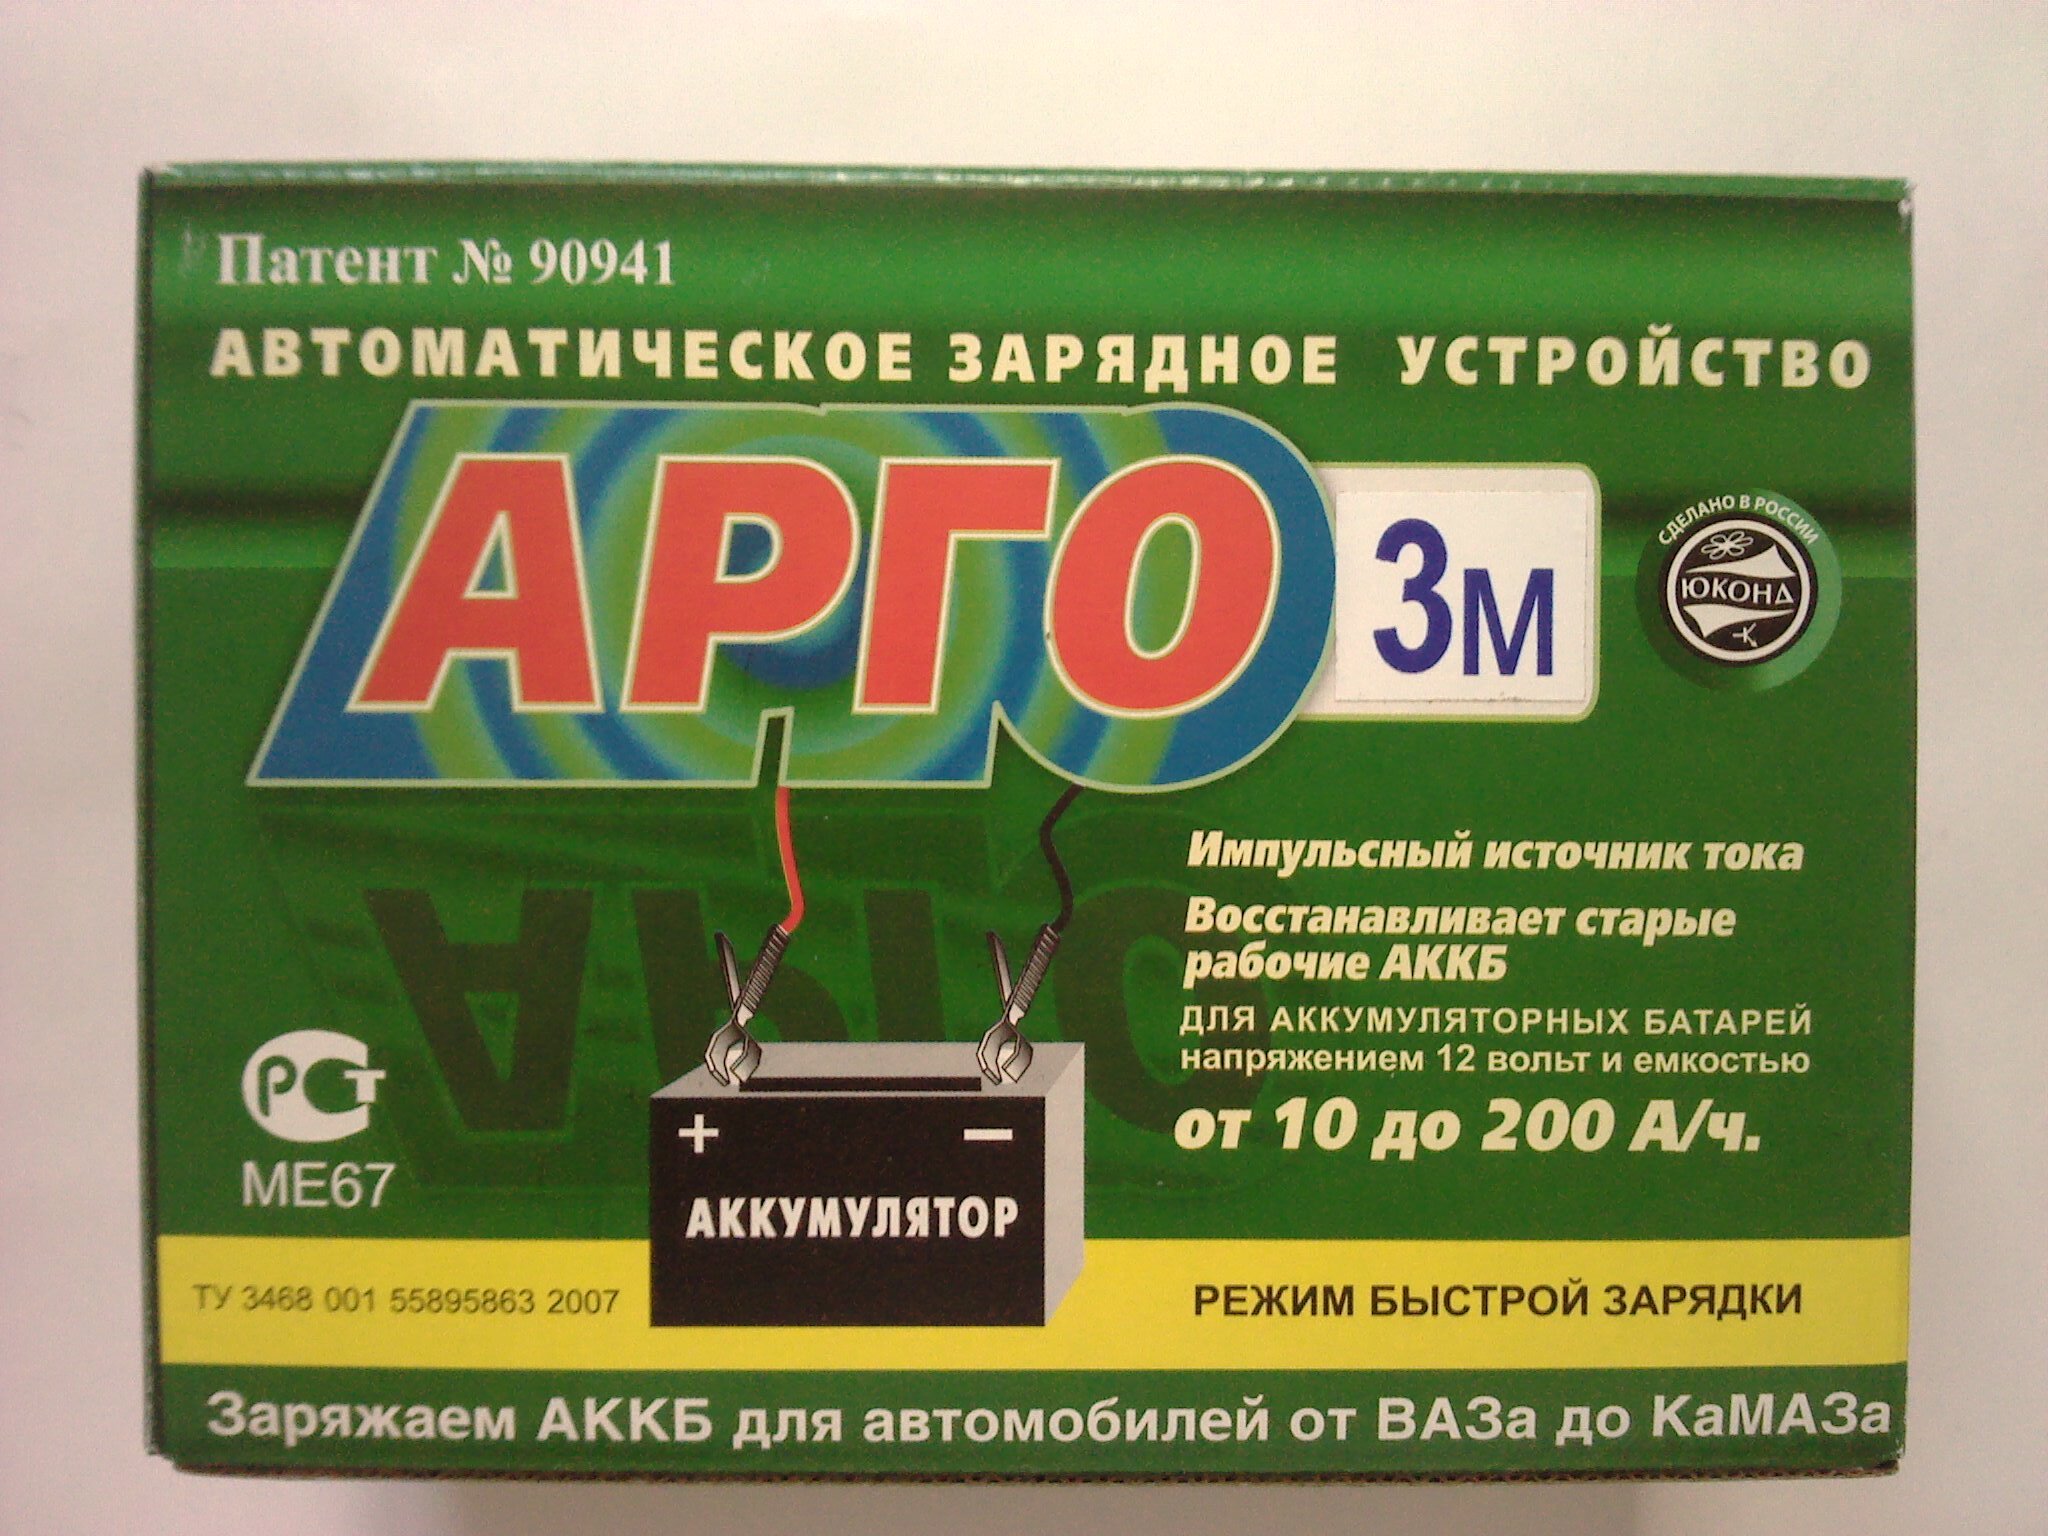 Патент № 90941
АВТОМАТИЧЕСКОЕ ЗАРЯДНОЕ УСТРОЙСТВО
АРГО
3М
СДЕЛАНО В РОССИИ
ЮКОНД
Импульсный источник тока
Восстанавливает старые
рабочие АККБ
ДЛЯ АККУМУЛЯТОРНЫХ БАТАРЕЙ
напряжением 12 вольт и емкостью
от 10 до 200 А/ч.
РСТ
МЕ67
+ −
АККУМУЛЯТОР
ТУ 3468 001 55895863 2007
РЕЖИМ БЫСТРОЙ ЗАРЯДКИ
Заряжаем АККБ для автомобилей от ВАЗа до КаМАЗа